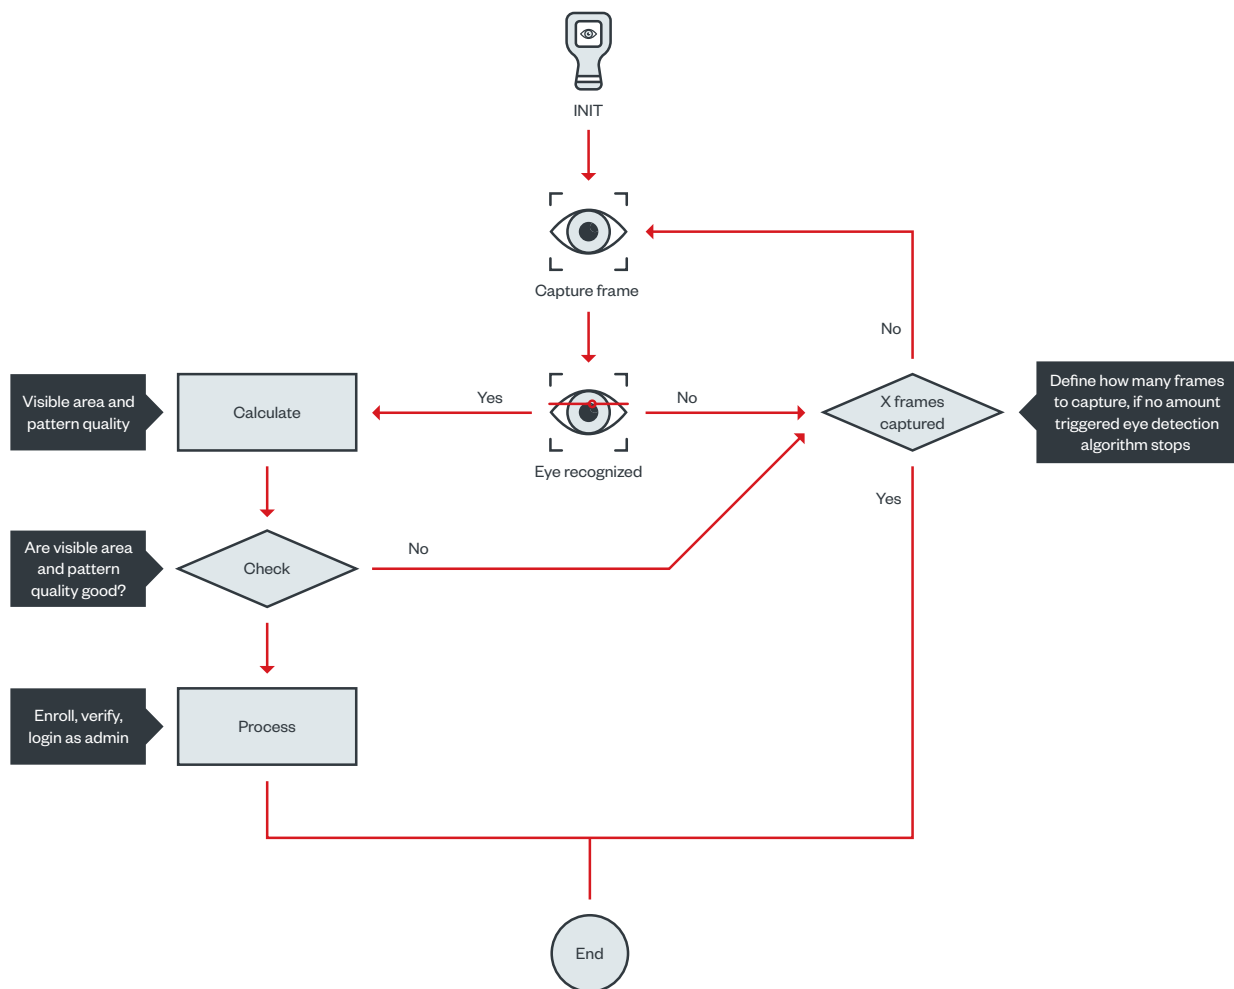 INIT
Capture frame
No
Visible area and
pattern quality
Calculate
Yes
Eye recognized
No
X frames
captured
Define how many frames
to capture, if no amount
triggered eye detection
algorithm stops
Yes
Are visible area
and pattern
quality good?
Check
No
Enroll, verify,
login as admin
Process
End